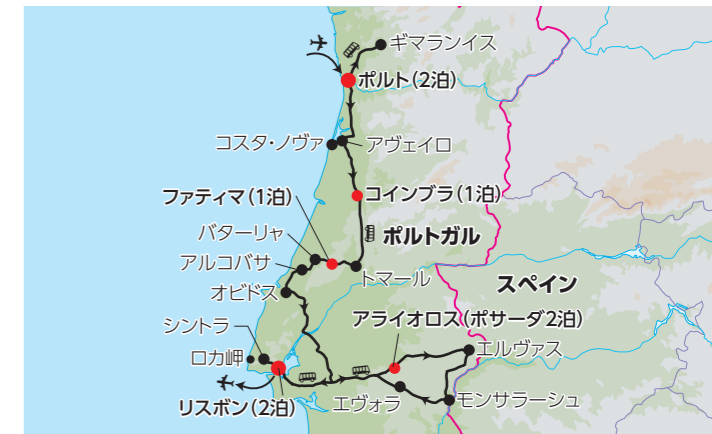 ギマランイス
ポルト(2泊)
コスタ・ノヴァ
アヴェイロ
ファティマ(1泊)
コインブラ(1泊)
バターリャ
ポルトガル
アルコバサ
トマール
オビドス
スペイン
シントラ
アライオロス(ポサーダ2泊)
ロカ岬
エルヴァス
リスボン(2泊)
エヴォラ
モンサラーシュ